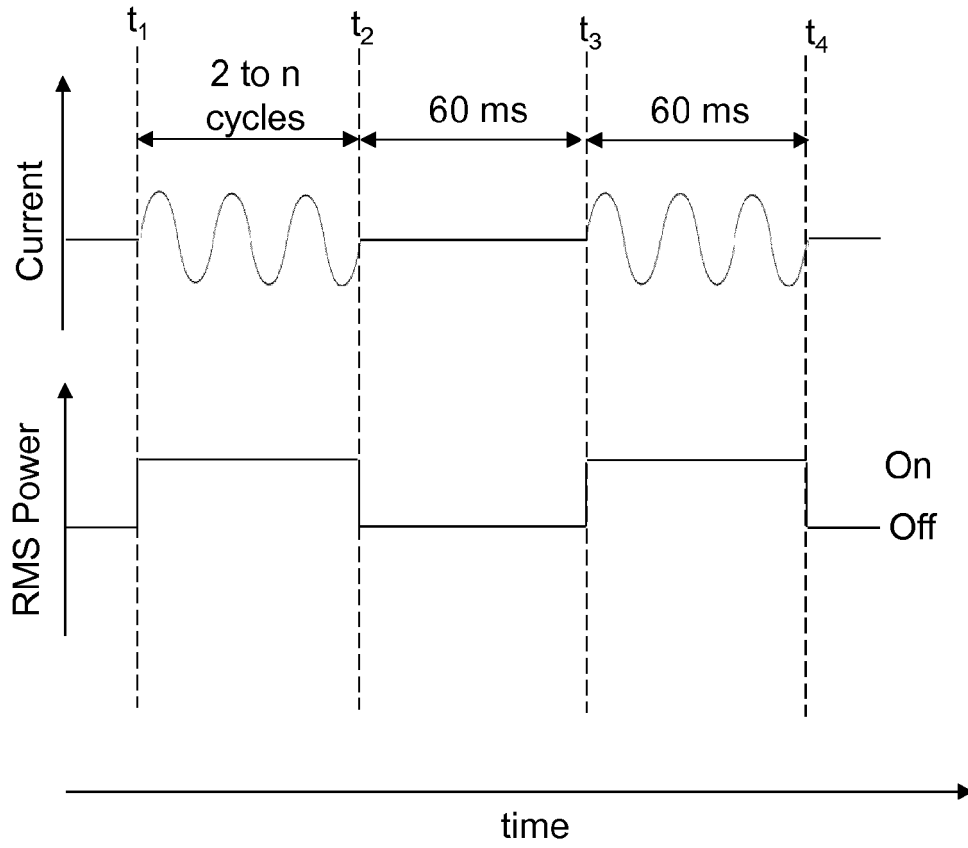 t₁
t₂
t₃
t₄
2 to n
cycles
60 ms
60 ms
Current
RMS Power
On
Off
time